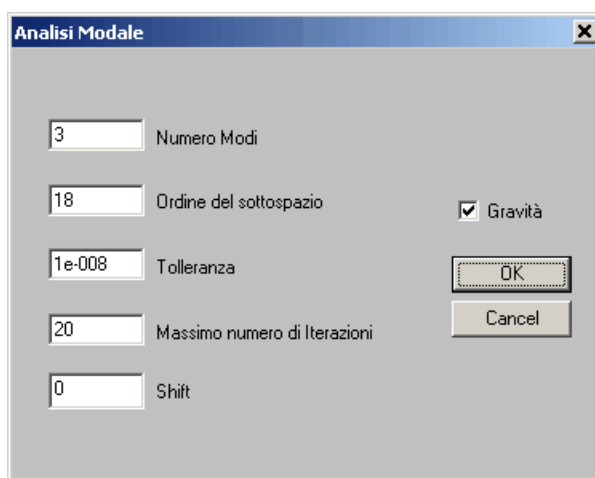 Analisi Modale
3 Numero Modi
18 Ordine del sottospazio
Gravità
1e-008 Tolleranza
OK
20 Massimo numero di Iterazioni
Cancel
0 Shift